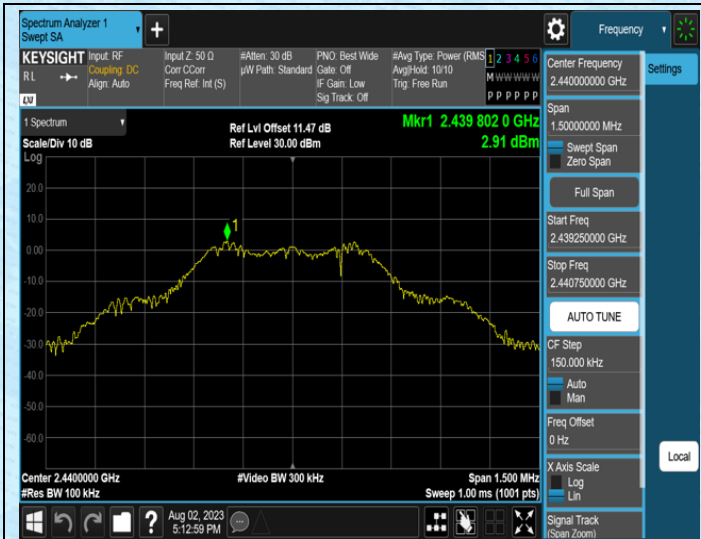 Spectrum Analyzer 1
Swept SA
Frequency
KEYSIGHT
Input: RF
Coupling: DC
Align: Auto
R L
Input Z: 50 Ω
Corr CCorr
Freq Ref: Int (S)
#Atten: 30 dB
µW Path: Standard
PNO: Best Wide
Gate: Off
IF Gain: Low
Sig Track: Off
#Avg Type: Power (RMS
Avg|Hold: 10/10
Trig: Free Run
1 2 3 4 5 6
M W W W W W
P P P P P P
1 Spectrum
Scale/Div 10 dB
Ref Lvl Offset 11.47 dB
Ref Level 30.00 dBm
Mkr1 2.439 802 0 GHz
2.91 dBm
Log
20.0
10.0
0.00
-10.0
-20.0
-30.0
-40.0
-50.0
-60.0
1
Center 2.4400000 GHz
#Res BW 100 kHz
#Video BW 300 kHz
Span 1.500 MHz
Sweep 1.00 ms (1001 pts)
Aug 02, 2023
5:12:59 PM
Center Frequency
2.440000000 GHz
Settings
Span
1.50000000 MHz
Swept Span
Zero Span
Full Span
Start Freq
2.439250000 GHz
Stop Freq
2.440750000 GHz
AUTO TUNE
CF Step
150.000 kHz
Auto
Man
Freq Offset
0 Hz
X Axis Scale
Log
Lin
Local
Signal Track
(Span Zoom)